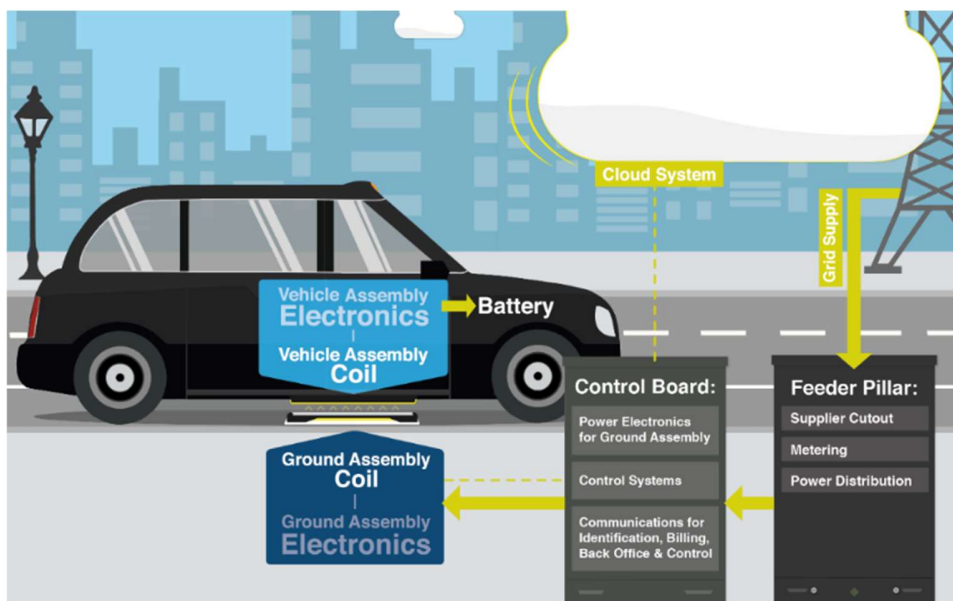 Cloud System
Grid Supply
Vehicle Assembly
Electronics
Vehicle Assembly
Coil
Battery
Ground Assembly
Coil
Ground Assembly
Electronics
Control Board:
Power Electronics
for Ground Assembly
Control Systems
Communications for
Identification, Billing,
Back Office & Control
Feeder Pillar:
Supplier Cutout
Metering
Power Distribution